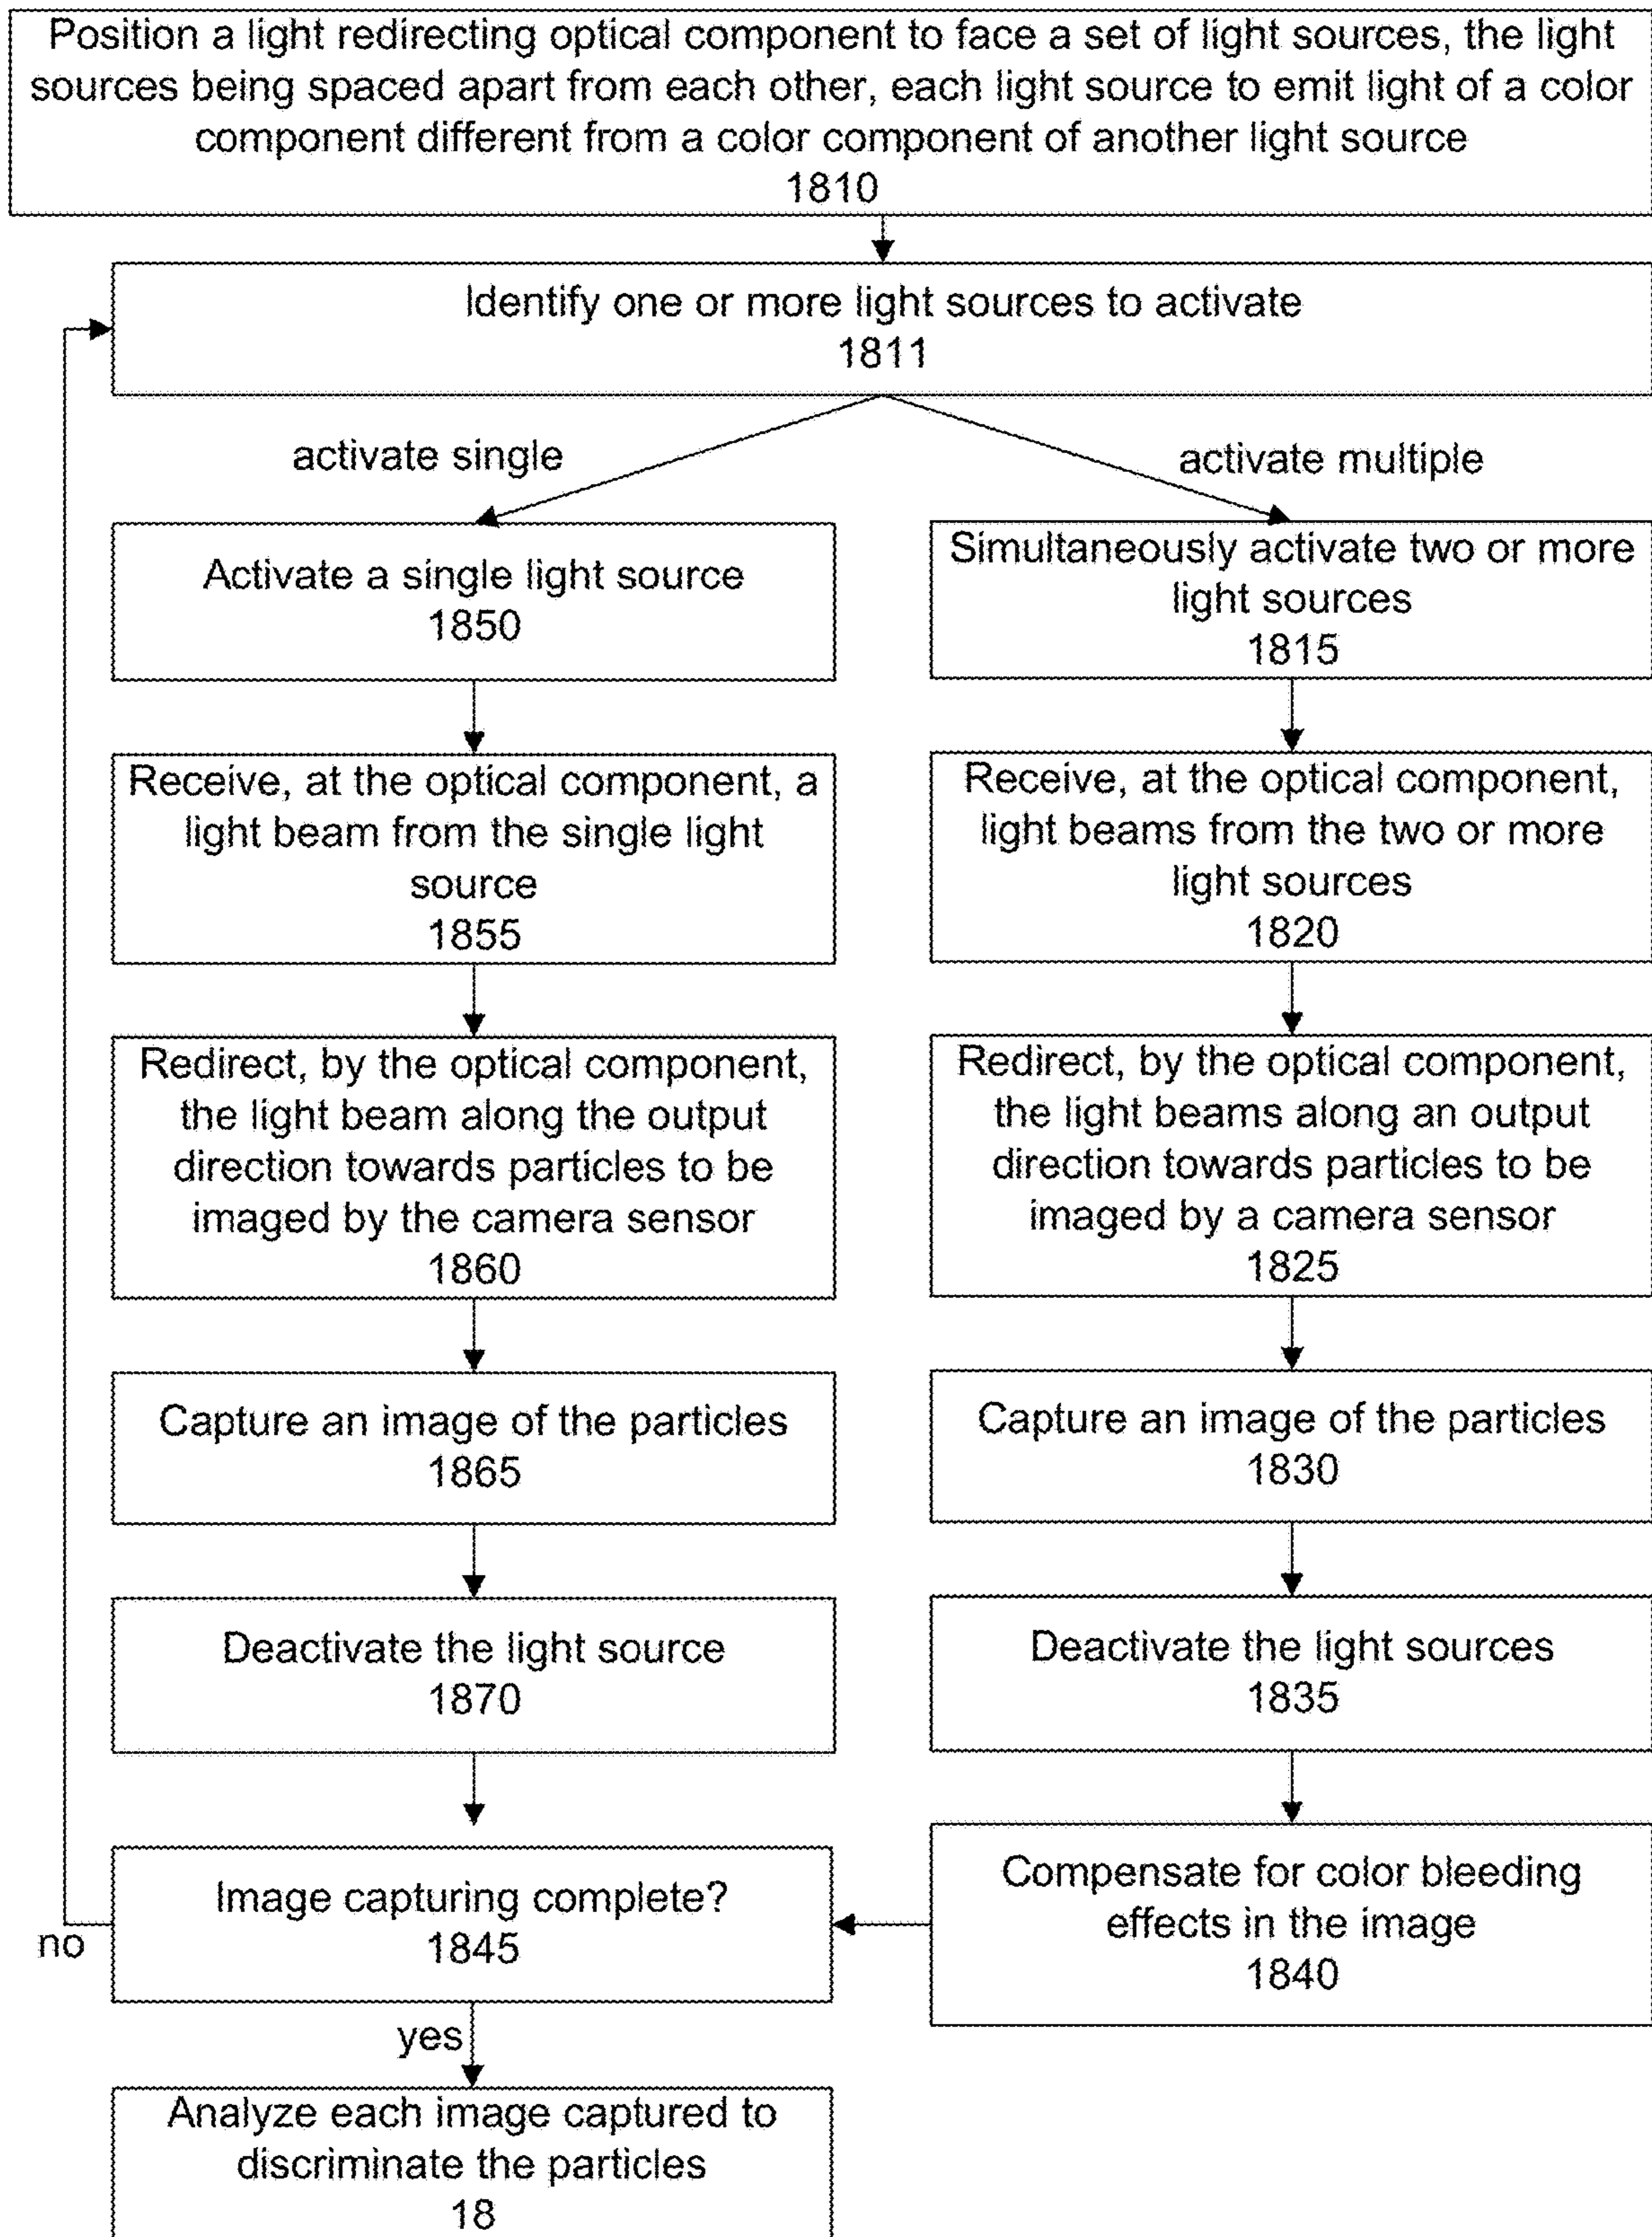 Position a light redirecting optical component to face a set of light sources, the light
sources being spaced apart from each other, each light source to emit light of a color
component different from a color component of another light source
1810
Identify one or more light sources to activate
1811
activate single
activate multiple
Activate a single light source
1850
Simultaneously activate two or more
light sources
1815
Receive, at the optical component, a
light beam from the single light
source
1855
Receive, at the optical component,
light beams from the two or more
light sources
1820
Redirect, by the optical component,
the light beam along the output
direction towards particles to be
imaged by the camera sensor
1860
Redirect, by the optical component,
the light beams along an output
direction towards particles to be
imaged by a camera sensor
1825
Capture an image of the particles
1865
Capture an image of the particles
1830
Deactivate the light source
1870
Deactivate the light sources
1835
Image capturing complete?
1845
Compensate for color bleeding
effects in the image
1840
no
yes
Analyze each image captured to
discriminate the particles
18